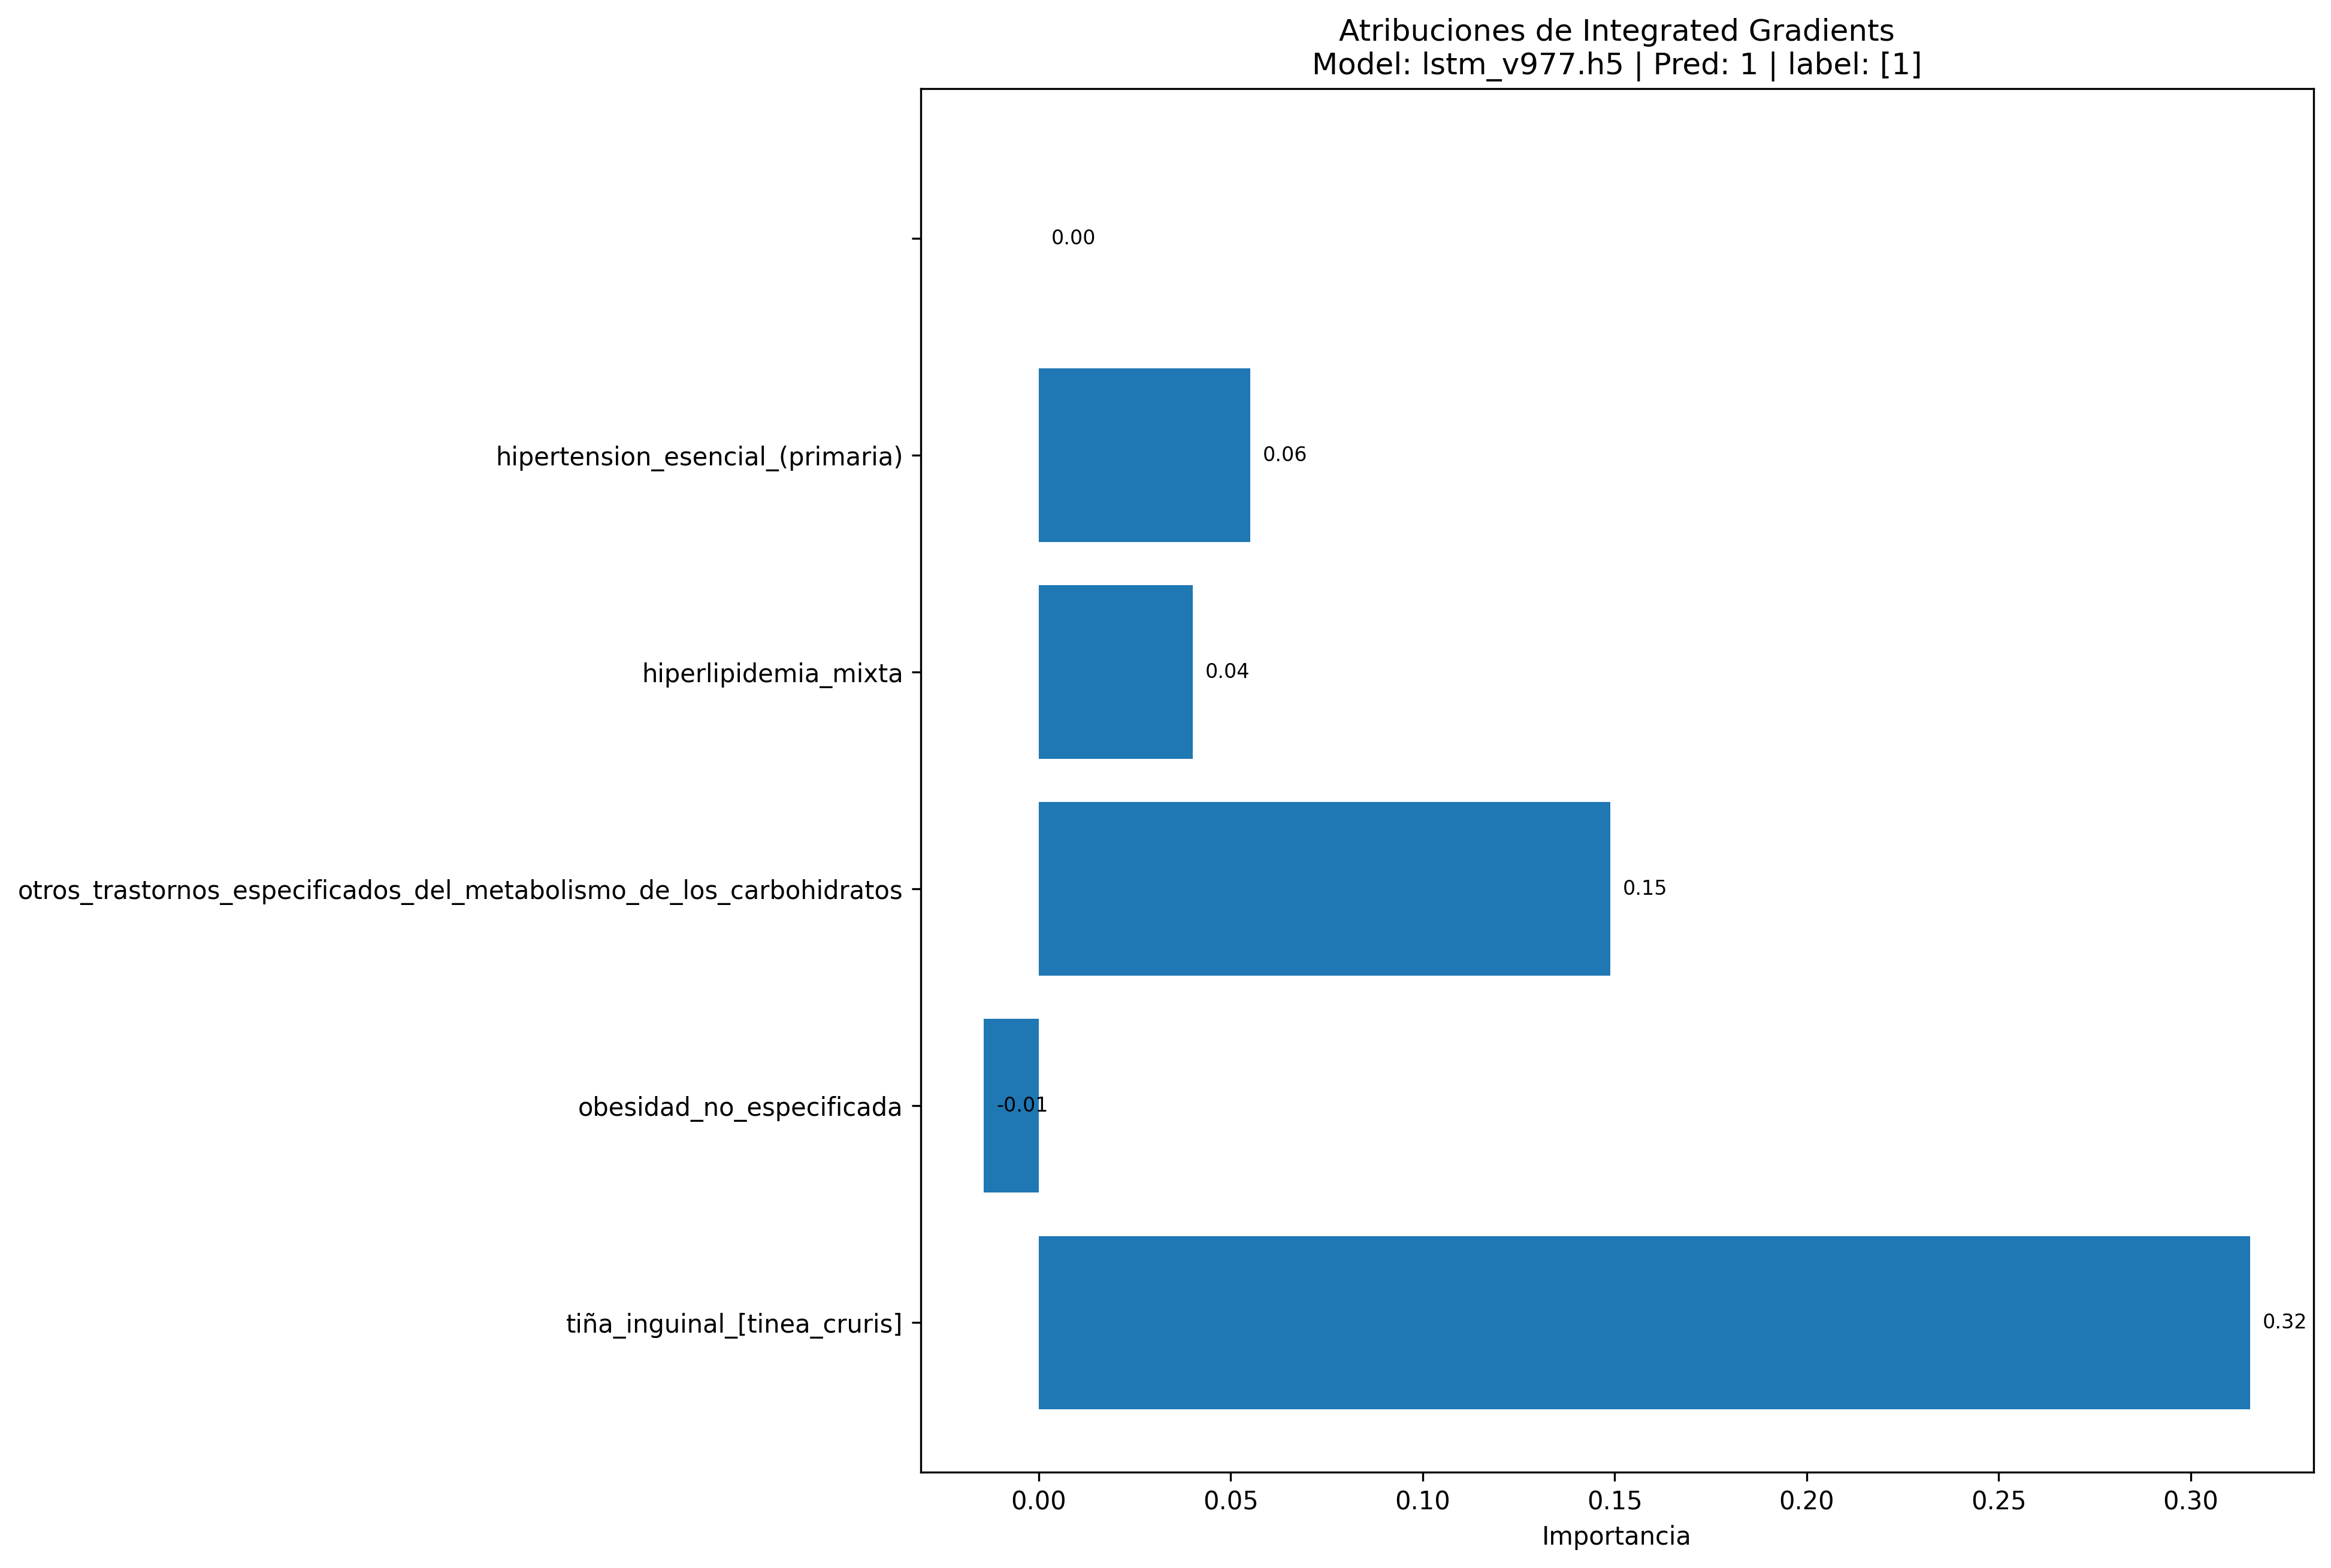 Atribuciones de Integrated Gradients
Model: lstm_v977.h5 | Pred: 1 | label: [1]
0.00
hipertension_esencial_(primaria)
0.06
hiperlipidemia_mixta
0.04
otros_trastornos_especificados_del_metabolismo_de_los_carbohidratos
0.15
obesidad_no_especificada
-0.01
tiña_inguinal_[tinea_cruris]
0.32
0.00 0.05 0.10 0.15 0.20 0.25 0.30
Importancia